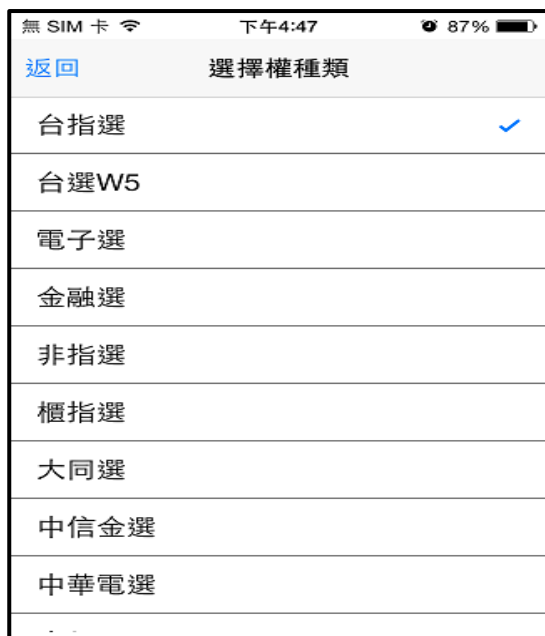 無 SIM 卡 下午4:47 87%
返回 選擇權種類
台指選
台選W5
電子選
金融選
非指選
櫃指選
大同選
中信金選
中華電選